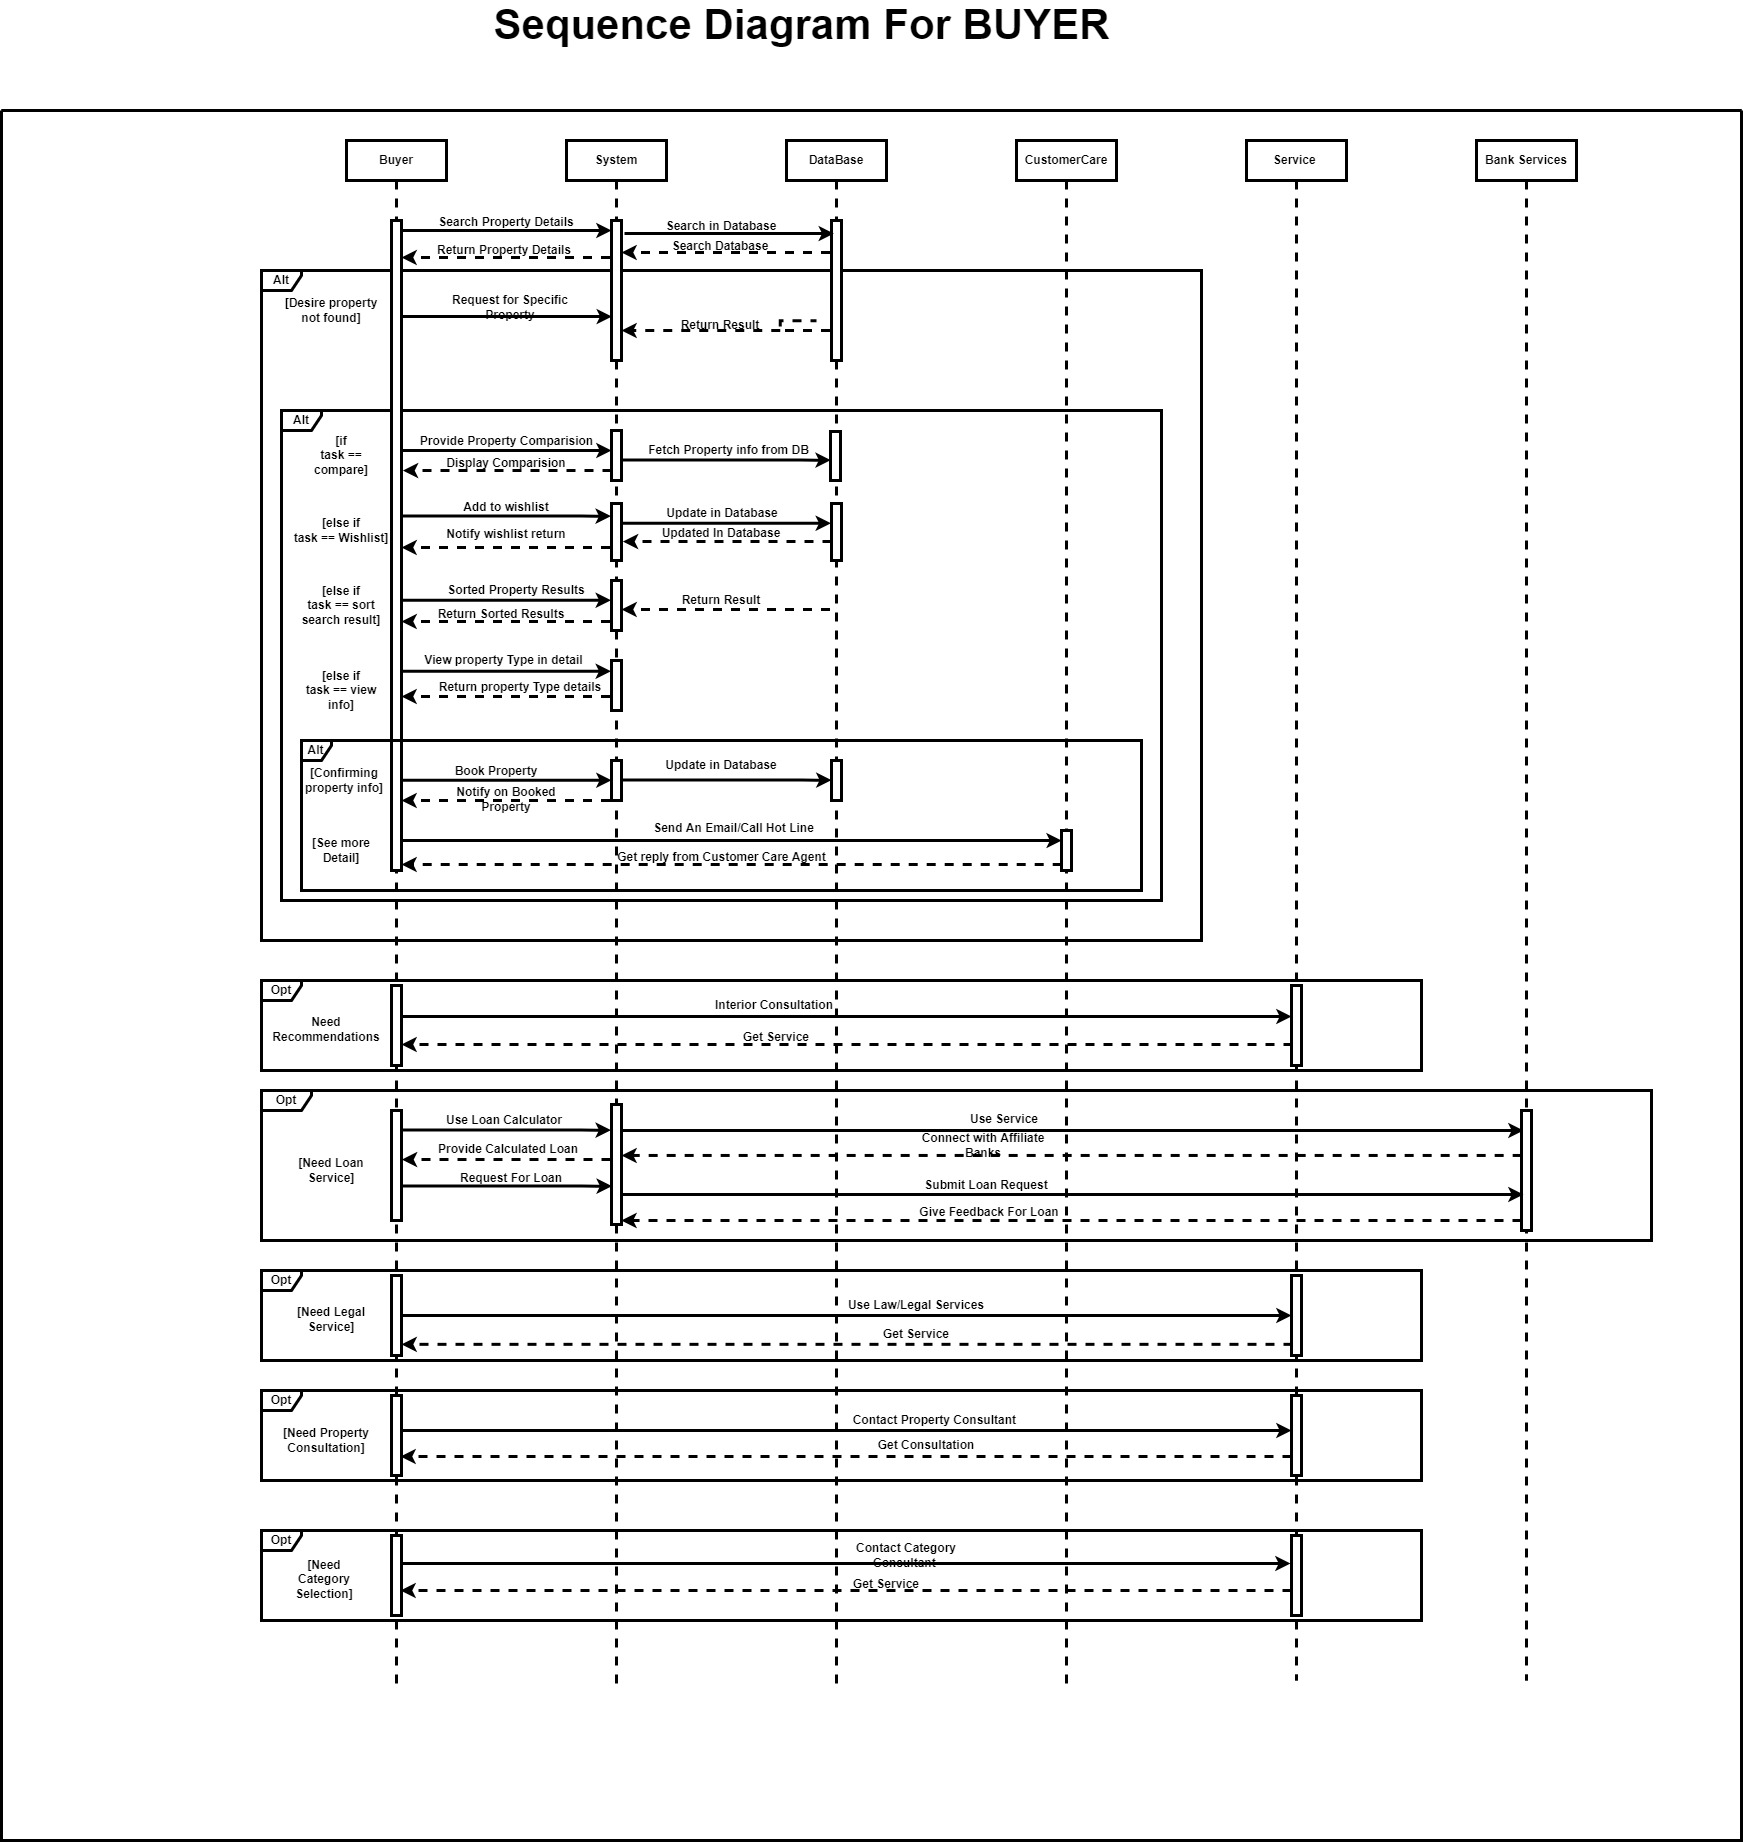 Sequence Diagram For BUYER
Buyer
System
DataBase
CustomerCare
Service
Bank Services
Search Property Details
Search in Database
Return Property Details
Search Database
Alt
[Desire property
not found]
Request for Specific
Property
Return Result
Alt
[if
task ==
compare]
Provide Property Comparision
Fetch Property info from DB
Display Comparision
[else if
task == Wishlist]
Add to wishlist
Update in Database
Notify wishlist return
Updated In Database
[else if
task == sort
search result]
Sorted Property Results
Return Result
Return Sorted Results
[else if
task == view
info]
View property Type in detail
Return property Type details
Alt
[Confirming
property info]
Book Property
Update in Database
Notify on Booked
Property
[See more
Detail]
Send An Email/Call Hot Line
Get reply from Customer Care Agent
Opt
Need
Recommendations
Interior Consultation
Get Service
Opt
[Need Loan
Service]
Use Loan Calculator
Use Service
Connect with Affiliate
Banks
Provide Calculated Loan
Request For Loan
Submit Loan Request
Give Feedback For Loan
Opt
[Need Legal
Service]
Use Law/Legal Services
Get Service
Opt
[Need Property
Consultation]
Contact Property Consultant
Get Consultation
Opt
[Need
Category
Selection]
Contact Category
Consultant
Get Service